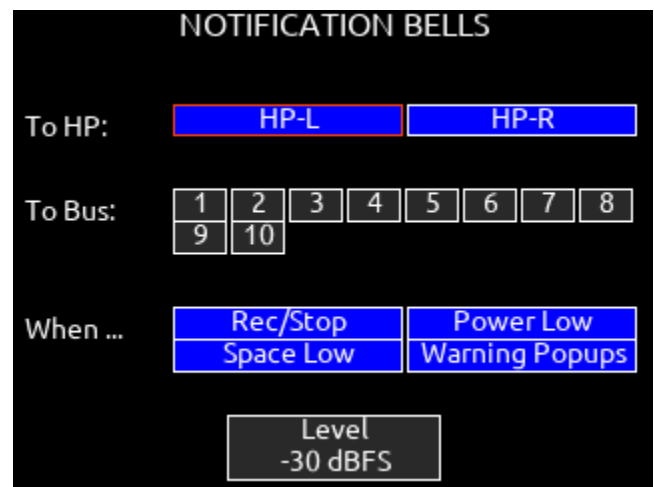 NOTIFICATION BELLS
To HP: HP-L HP-R
To Bus: 1 2 3 4 5 6 7 8
9 10
When ... Rec/Stop Power Low
Space Low Warning Popups
Level
-30 dBFS